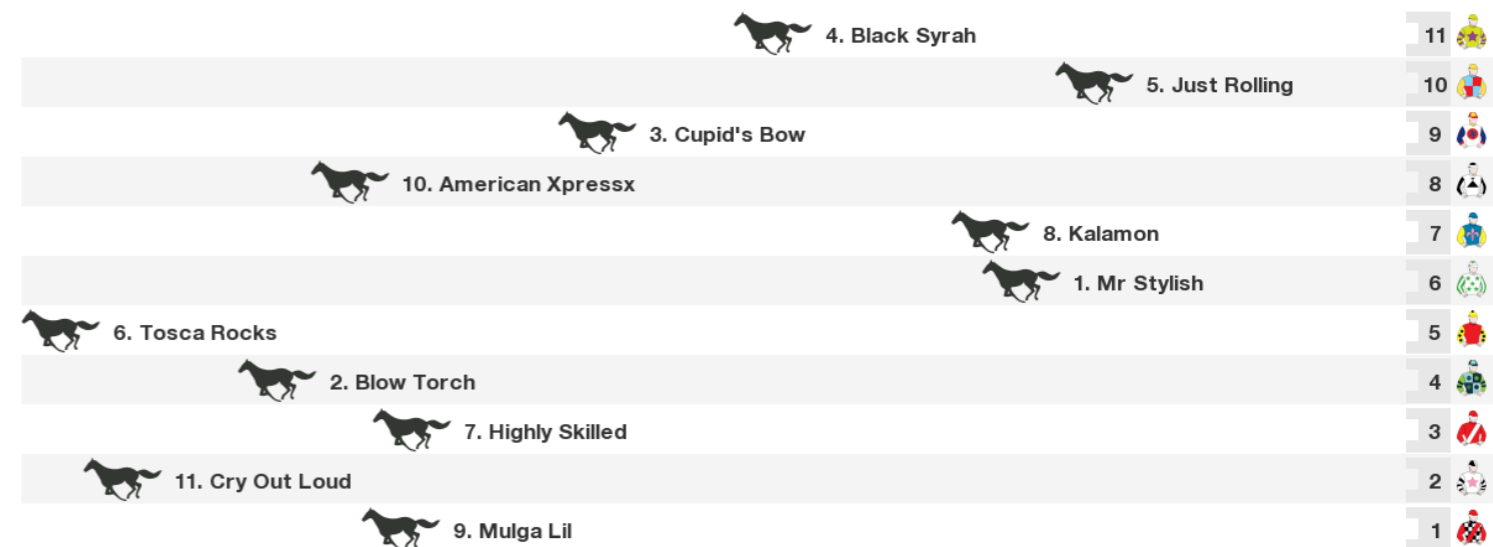 4. Black Syrah 11
5. Just Rolling 10
3. Cupid's Bow 9
10. American Xpressx 8
8. Kalamon 7
1. Mr Stylish 6
6. Tosca Rocks 5
2. Blow Torch 4
7. Highly Skilled 3
11. Cry Out Loud 2
9. Mulga Lil 1